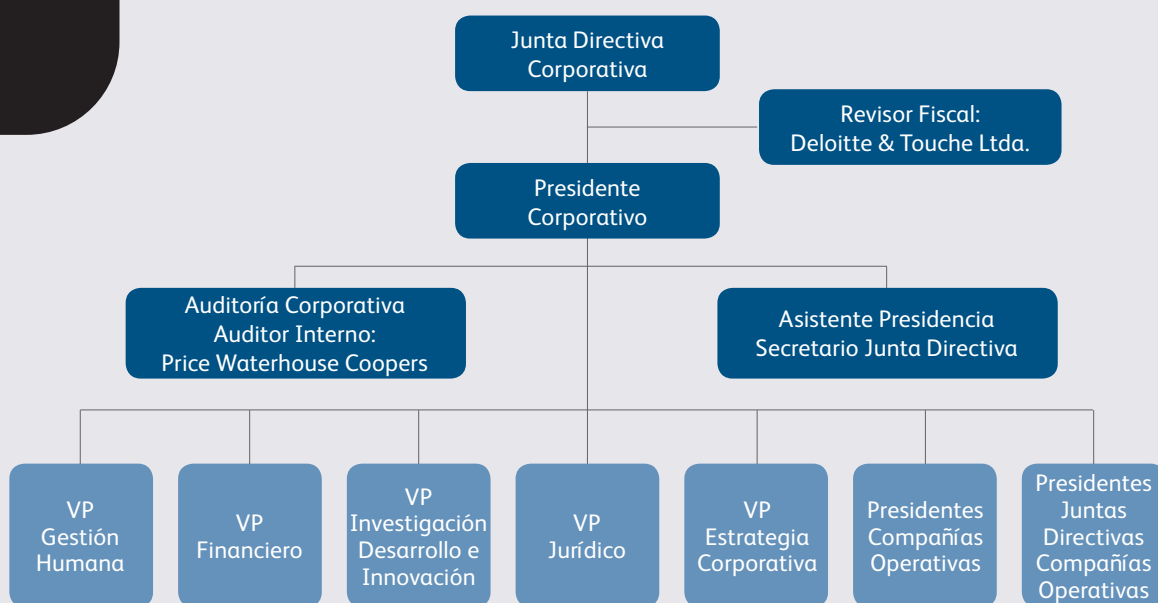 Junta Directiva
Corporativa
Revisor Fiscal:
Deloitte & Touche Ltda.
Presidente
Corporativo
Auditoría Corporativa
Auditor Interno:
Price Waterhouse Coopers
Asistente Presidencia
Secretario Junta Directiva
VP
Gestión
Humana
VP
Financiero
VP
Investigación
Desarrollo e
Innovación
VP
Jurídico
VP
Estrategia
Corporativa
Presidentes
Compañías
Operativas
Presidentes
Juntas
Directivas
Compañías
Operativas